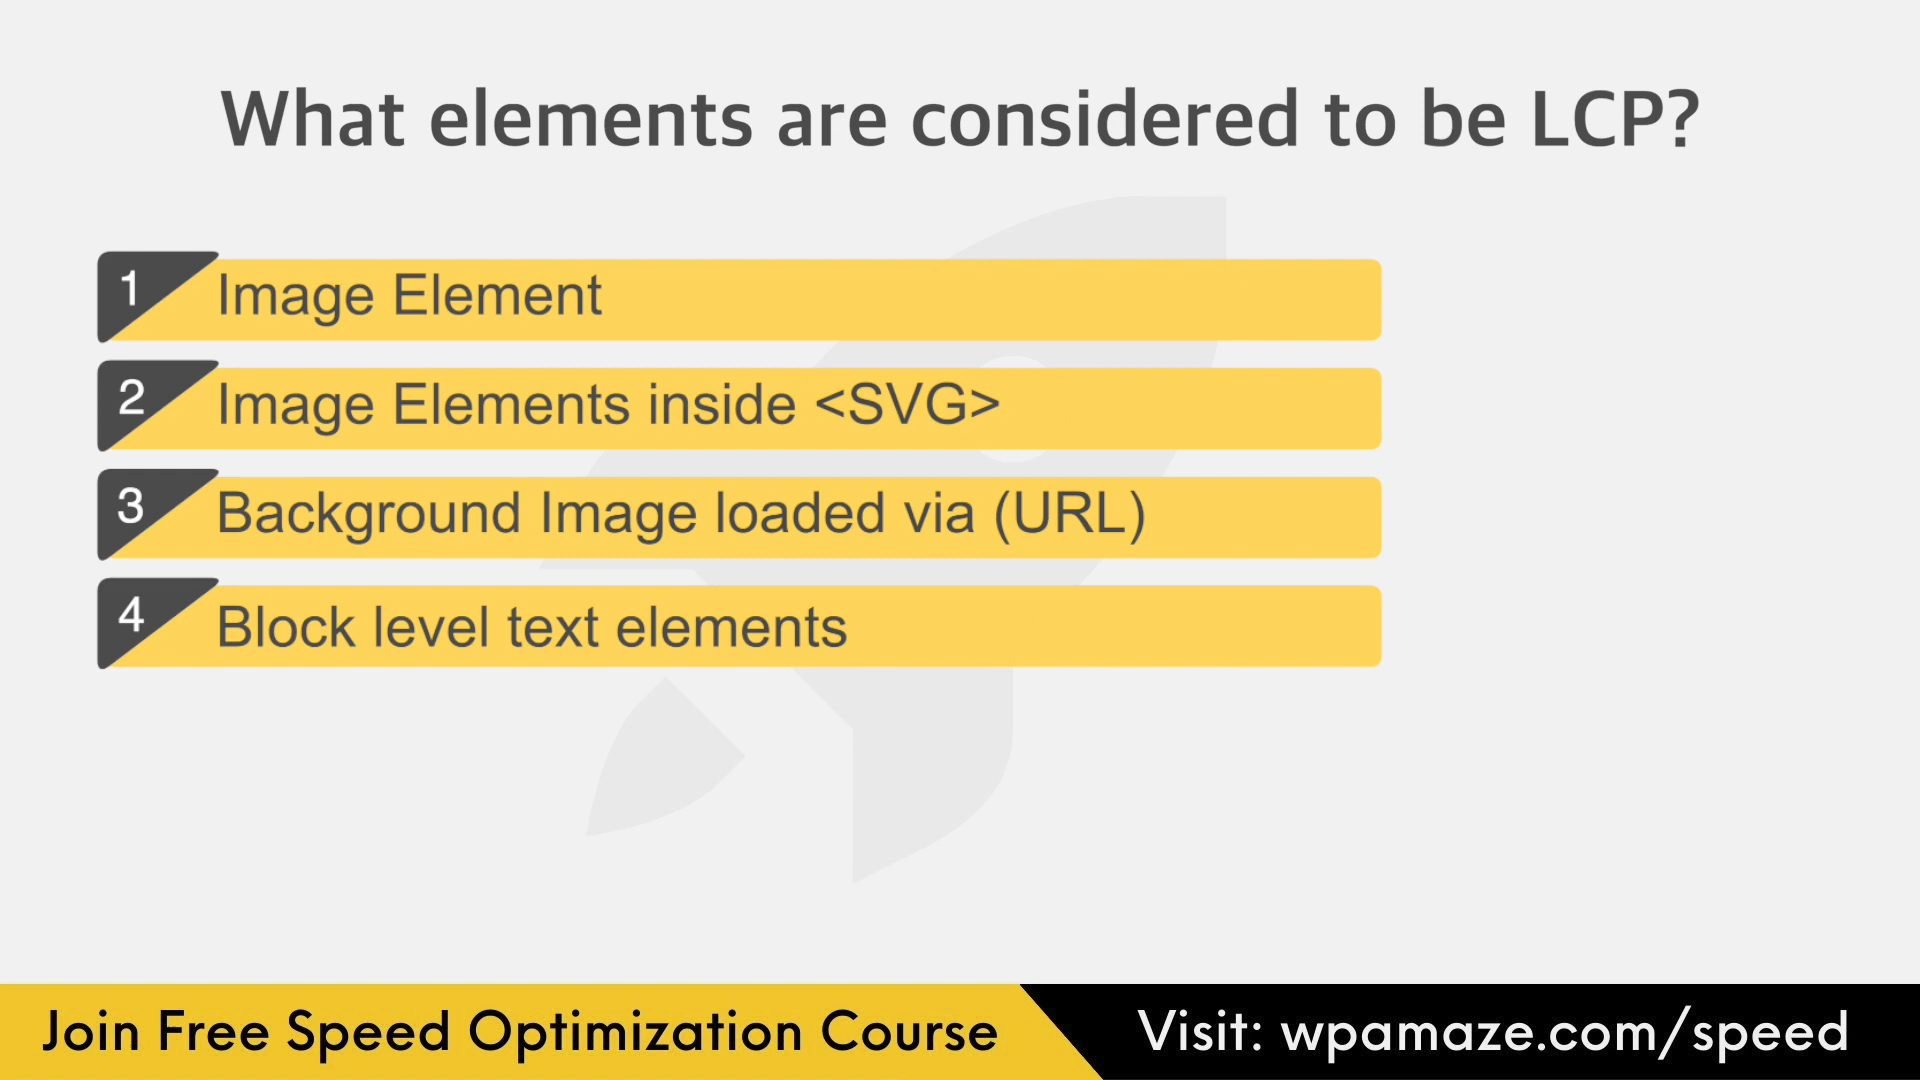 What elements are considered to be LCP?
1 Image Element
2 Image Elements inside <SVG>
3 Background Image loaded via (URL)
4 Block level text elements
Join Free Speed Optimization Course
Visit: wpamaze.com/speed